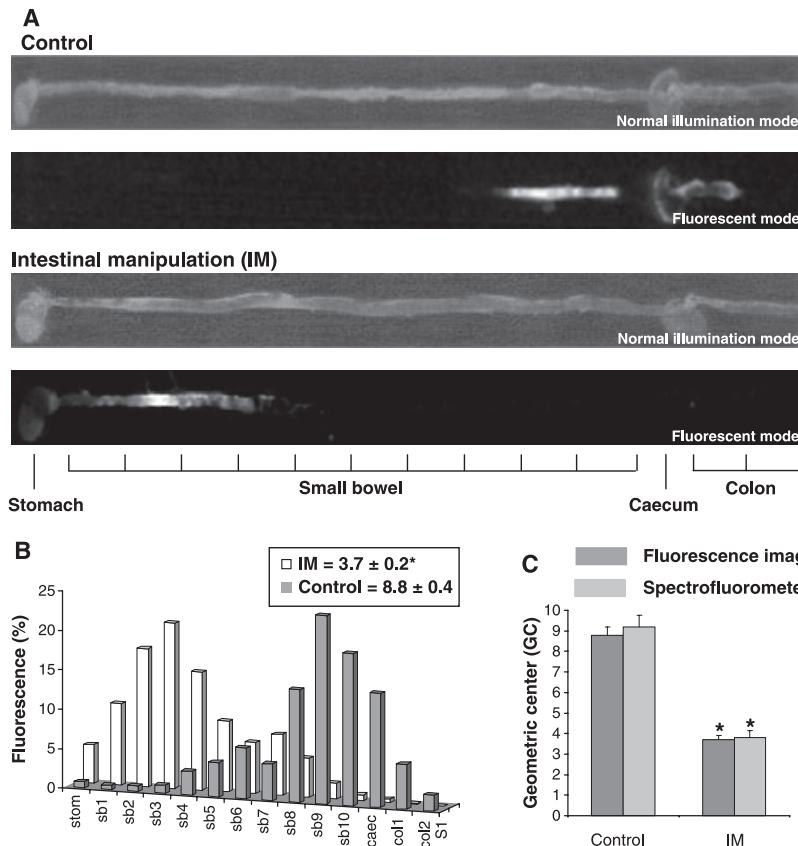 A
Control
Normal illumination mode
Fluorescent mode
Intestinal manipulation (IM)
Normal illumination mode
Fluorescent mode
Stomach
Small bowel
Caecum
Colon
B
IM = 3.7 ± 0.2*
Control = 8.8 ± 0.4
Fluorescence (%)
25
20
15
10
5
0
stom
sb1
sb2
sb3
sb4
sb5
sb6
sb7
sb8
sb9
sb10
caec
col1
col2
S1
C
Fluorescence imag
Spectrofluoromete
Geometric center (GC)
10
9
8
7
6
5
4
3
2
1
0
* *
Control IM